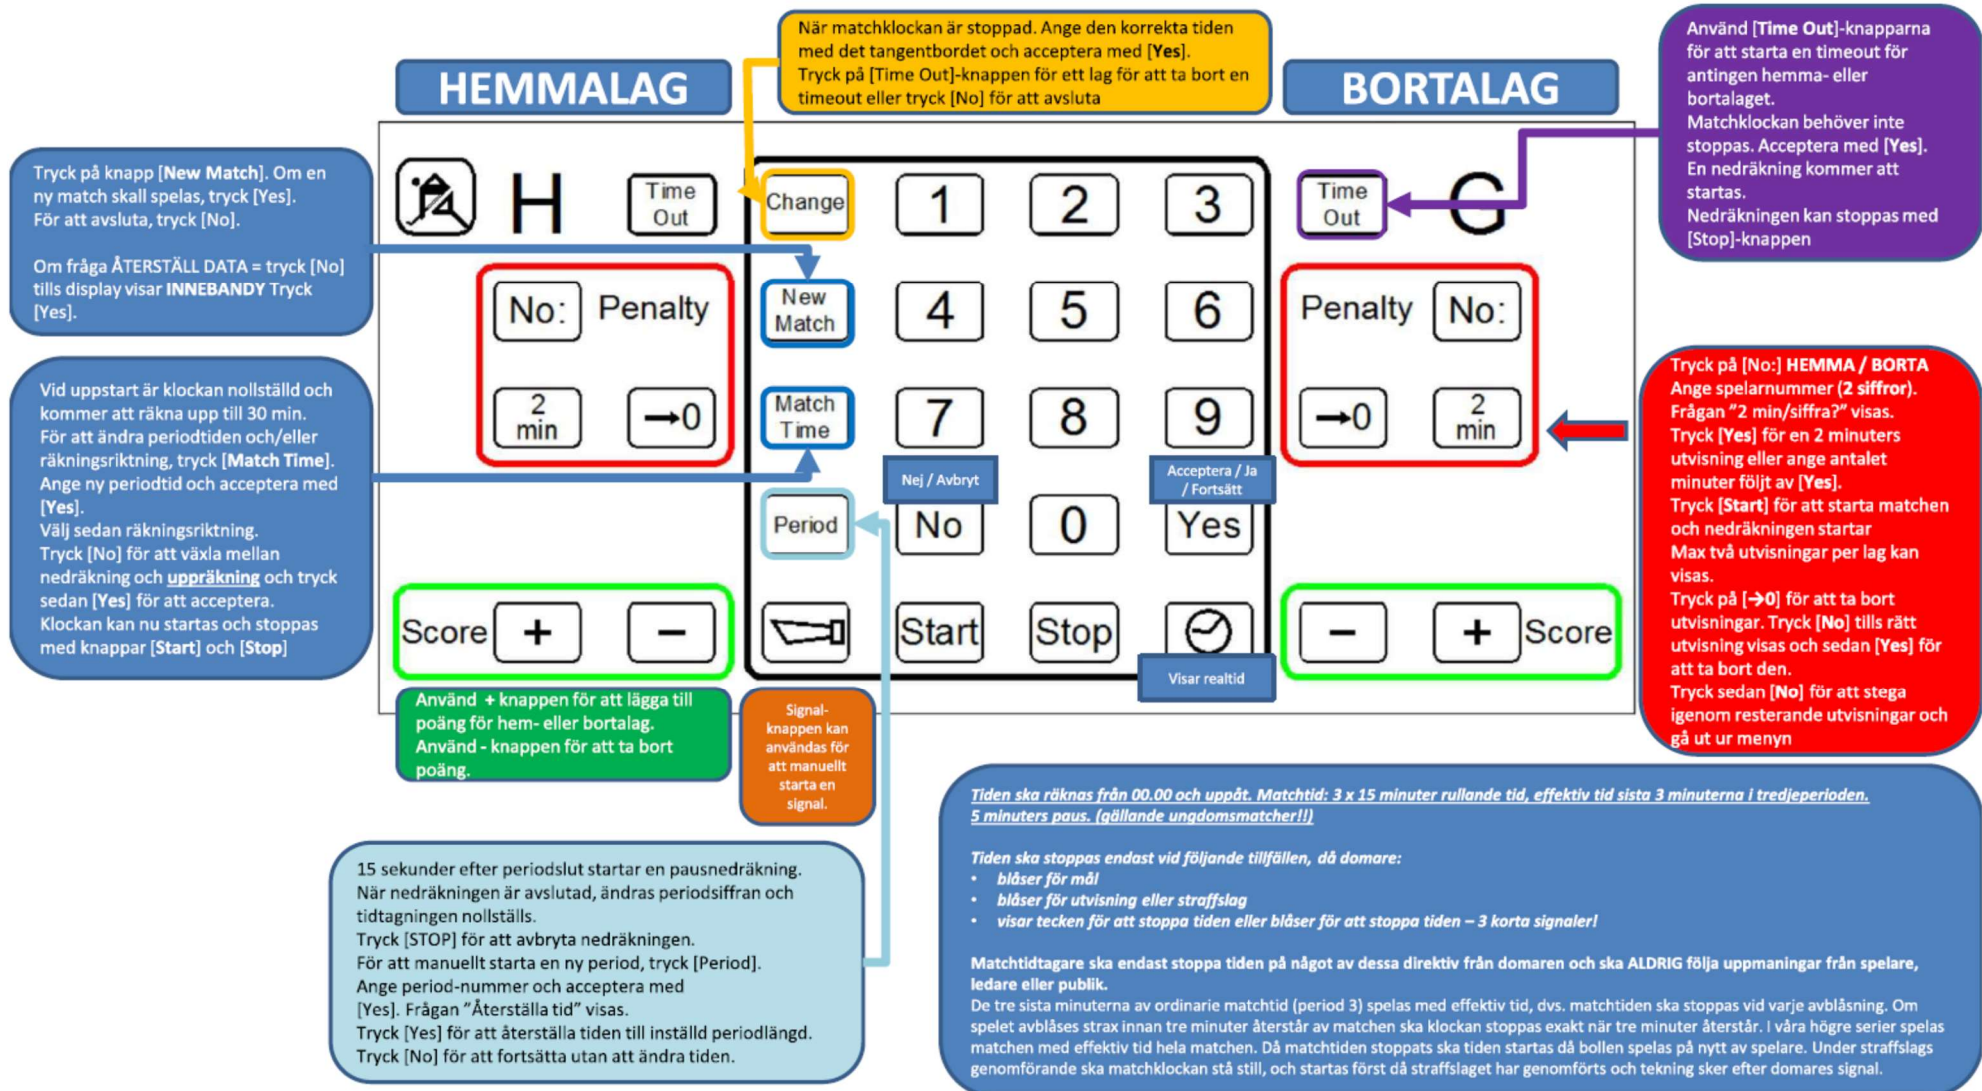 När matchklockan är stoppad. Ange den korrekta tiden
med det tangentbordet och acceptera med [Yes].
Tryck på [Time Out]-knappen för ett lag för att ta bort en
timeout eller tryck [No] för att avsluta
HEMMALAG
BORTALAG
Använd [Time Out]-knapparna
för att starta en timeout för
antingen hemma- eller
bortalaget.
Matchklockan behöver inte
stoppas. Acceptera med [Yes].
En nedräkning kommer att
startas.
Nedräkningen kan stoppas med
[Stop]-knappen
Tryck på knapp [New Match]. Om en
ny match skall spelas, tryck [Yes].
För att avsluta, tryck [No].
Om fråga ÅTERSTÄLL DATA = tryck [No]
tills display visar INNEBANDY Tryck
[Yes].
Vid uppstart är klockan nollställd och
kommer att räkna upp till 30 min.
För att ändra periodtiden och/eller
räkningsriktning, tryck [Match Time].
Ange ny periodtid och acceptera med
[Yes].
Välj sedan räkningsriktning.
Tryck [No] för att växla mellan
nedräkning och uppräkning och tryck
sedan [Yes] för att acceptera.
Klockan kan nu startas och stoppas
med knappar [Start] och [Stop]
H
Time
Out
Change
1
2
3
Time
Out
G
No:
Penalty
New
Match
4
5
6
Penalty
No:
2
min
→0
Match
Time
7
8
9
→0
2
min
Nej / Avbryt
Acceptera / Ja
/ Fortsätt
Period
No
0
Yes
Score
+
-
Start
Stop
-
+
Score
Visar realtid
Tryck på [No:] HEMMA / BORTA
Ange spelarnummer (2 siffror).
Frågan "2 min/siffra?" visas.
Tryck [Yes] för en 2 minuters
utvisning eller ange antalet
minuter följt av [Yes].
Tryck [Start] för att starta matchen
och nedräkningen startar
Max två utvisningar per lag kan
visas.
Tryck på [→0] för att ta bort
utvisningar. Tryck [No] tills rätt
utvisning visas och sedan [Yes] för
att ta bort den.
Tryck sedan [No] för att stega
igenom resterande utvisningar och
gå ut ur menyn
Använd + knappen för att lägga till
poäng för hem- eller bortalag.
Använd - knappen för att ta bort
poäng.
Signal-
knappen kan
användas för
att manuellt
starta en
signal.
15 sekunder efter periodslut startar en pausnedräkning.
När nedräkningen är avslutad, ändras periodsiffran och
tidtagningen nollställs.
Tryck [STOP] för att avbryta nedräkningen.
För att manuellt starta en ny period, tryck [Period].
Ange period-nummer och acceptera med
[Yes]. Frågan "Återställa tid" visas.
Tryck [Yes] för att återställa tiden till inställd periodlängd.
Tryck [No] för att fortsätta utan att ändra tiden.
Tiden ska räknas från 00.00 och uppåt. Matchtid: 3 x 15 minuter rullande tid, effektiv tid sista 3 minuterna i tredjeperioden.
5 minuters paus. (gällande ungdomsmatcher!!)
Tiden ska stoppas endast vid följande tillfällen, då domare:
• blåser för mål
• blåser för utvisning eller straffslag
• visar tecken för att stoppa tiden eller blåser för att stoppa tiden – 3 korta signaler!
Matchtidtagare ska endast stoppa tiden på något av dessa direktiv från domaren och ska ALDRIG följa uppmaningar från spelare,
ledare eller publik.
De tre sista minuterna av ordinarie matchtid (period 3) spelas med effektiv tid, dvs. matchtiden ska stoppas vid varje avblåsning. Om
spelet avblåses strax innan tre minuter återstår av matchen ska klockan stoppas exakt när tre minuter återstår. I våra högre serier spelas
matchen med effektiv tid hela matchen. Då matchtiden stoppats ska tiden startas då bollen spelas på nytt av spelare. Under straffslags
genomförande ska matchklockan stå still, och startas först då straffslaget har genomförts och tekning sker efter domares signal.